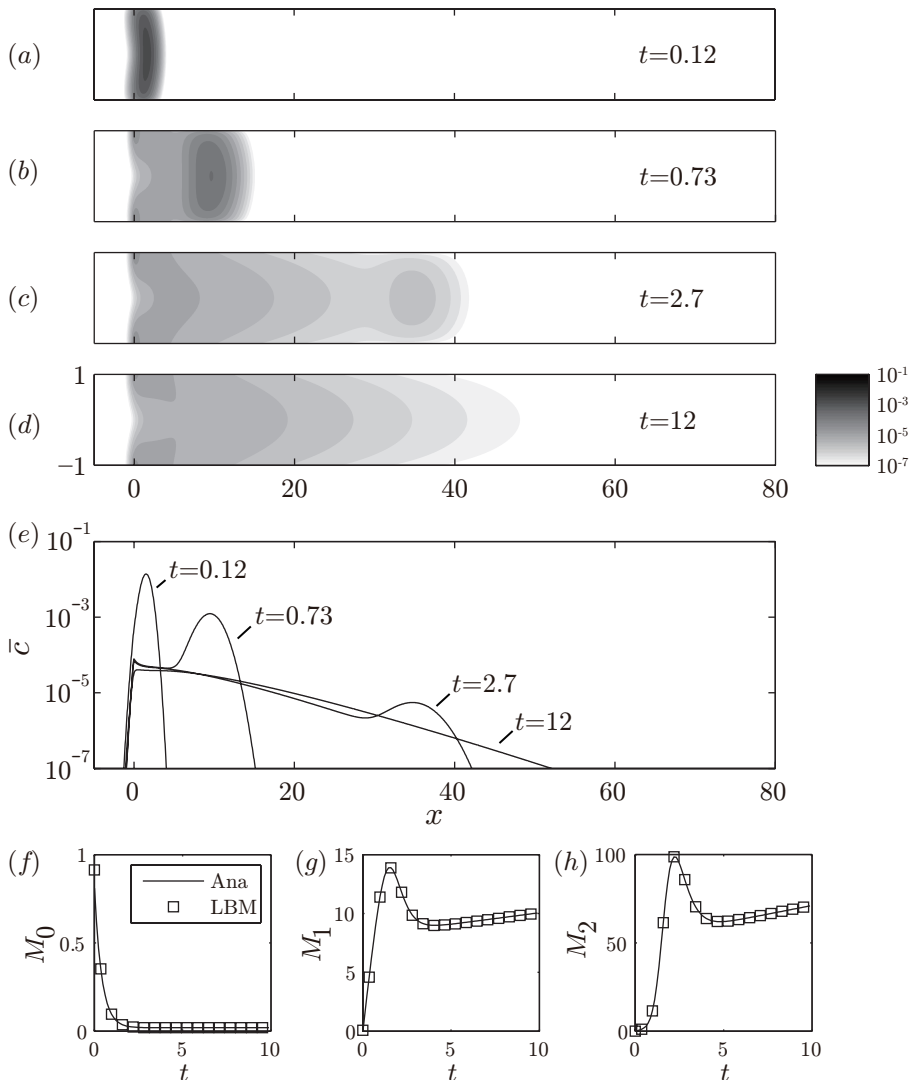 (a)
t=0.12
(b)
t=0.73
(c)
t=2.7
1
(d)
t=12
−1
0 20 40 60 80
10⁻¹
10⁻³
10⁻⁵
10⁻⁷
(e)
10⁻¹
t=0.12
10⁻³
t=0.73
c̄
t=2.7
10⁻⁵
t=12
10⁻⁷
0 20 40 60 80
x
(f)
1
Ana
LBM
M0
0.5
0
0 5 10
t
(g)
15
10
M1
5
0
0 5 10
t
(h)
100
M2
50
0
0 5 10
t